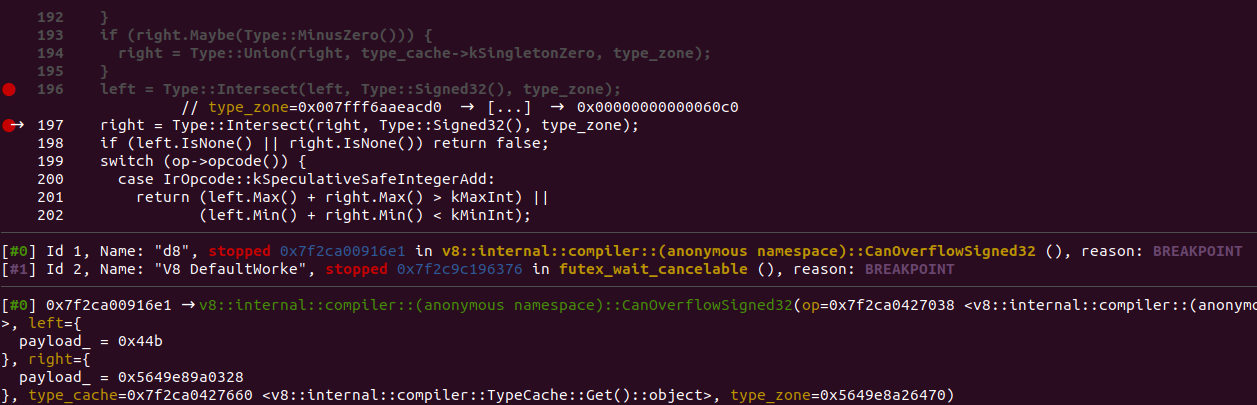 192    }
193    if (right.Maybe(Type::MinusZero())) {
194      right = Type::Union(right, type_cache->kSingletonZero, type_zone);
195    }
196    left = Type::Intersect(left, Type::Signed32(), type_zone);
// type_zone=0x007fff6aaeacd0  →  [...]  →  0x00000000000060c0
→ 197    right = Type::Intersect(right, Type::Signed32(), type_zone);
198    if (left.IsNone() || right.IsNone()) return false;
199    switch (op->opcode()) {
200      case IrOpcode::kSpeculativeSafeIntegerAdd:
201        return (left.Max() + right.Max() > kMaxInt) ||
202               (left.Min() + right.Min() < kMinInt);
[#0] Id 1, Name: "d8", stopped 0x7f2ca00916e1 in v8::internal::compiler::(anonymous namespace)::CanOverflowSigned32 (), reason: BREAKPOINT
[#1] Id 2, Name: "V8 DefaultWorke", stopped 0x7f2c9c196376 in futex_wait_cancelable (), reason: BREAKPOINT
[#0] 0x7f2ca00916e1 → v8::internal::compiler::(anonymous namespace)::CanOverflowSigned32(op=0x7f2ca0427038 <v8::internal::compiler::(anonymo
>, left={
payload_ = 0x44b
}, right={
payload_ = 0x5649e89a0328
}, type_cache=0x7f2ca0427660 <v8::internal::compiler::TypeCache::Get()::object>, type_zone=0x5649e8a26470)